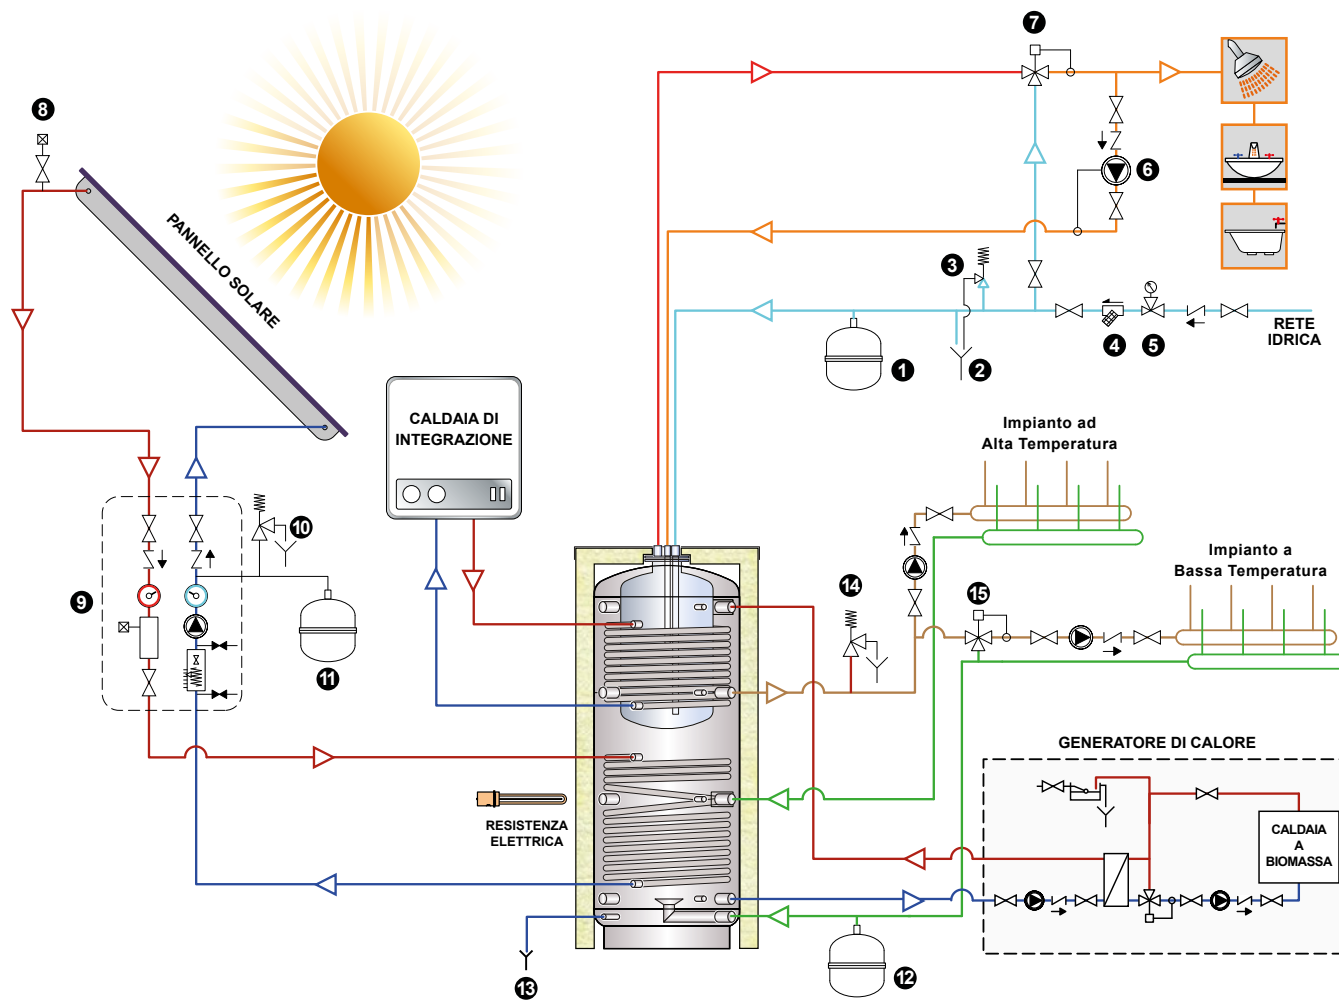 7
8
6
PANNELLO SOLARE
3
4
5
RETE
IDRICA
1
2
CALDAIA DI
INTEGRAZIONE
Impianto ad
Alta Temperatura
10
Impianto a
Bassa Temperatura
9
14
15
11
GENERATORE DI CALORE
RESISTENZA
ELETTRICA
CALDAIA
A
BIOMASSA
12
13